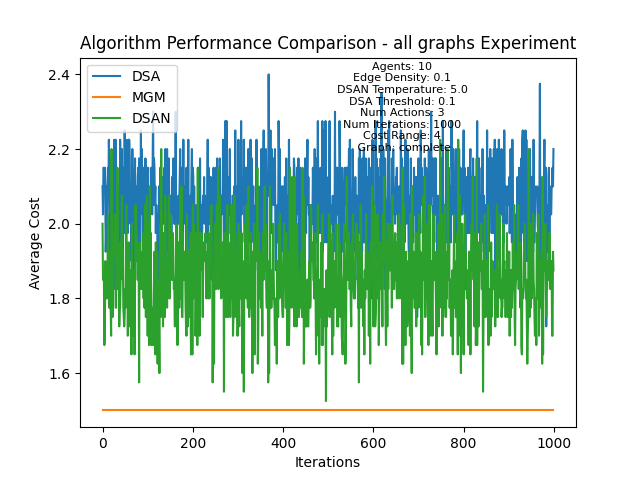 Algorithm Performance Comparison - all graphs Experiment
DSA
MGM
DSAN
Agents: 10
Edge Density: 0.1
DSAN Temperature: 5.0
DSA Threshold: 0.1
Num Actions: 3
Num Iterations: 1000
Cost Range: 4
Graph: complete
Average Cost
2.4
2.2
2.0
1.8
1.6
0 200 400 600 800 1000
Iterations